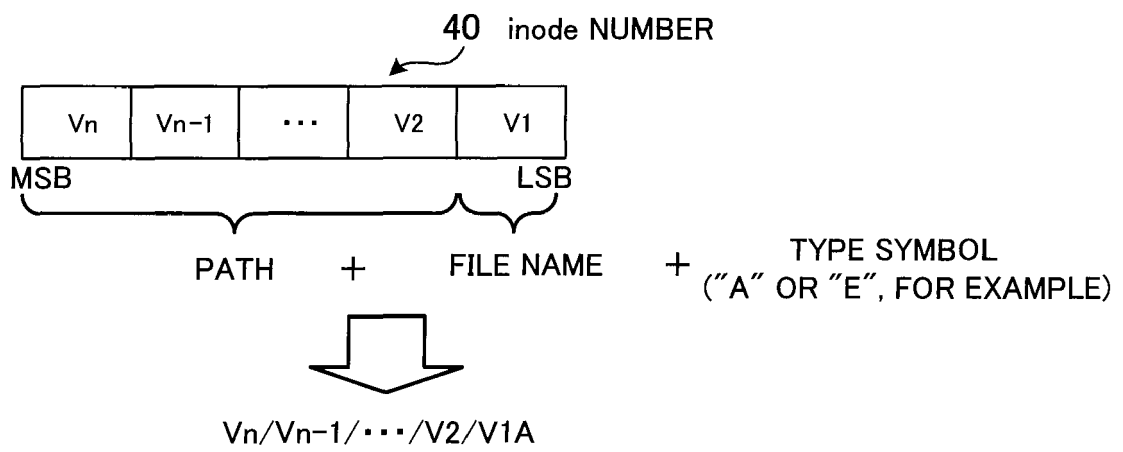 40 inode NUMBER
Vn Vn-1 ··· V2 V1
MSB LSB
PATH + FILE NAME + TYPE SYMBOL
("A" OR "E", FOR EXAMPLE)
Vn/Vn-1/···/V2/V1A